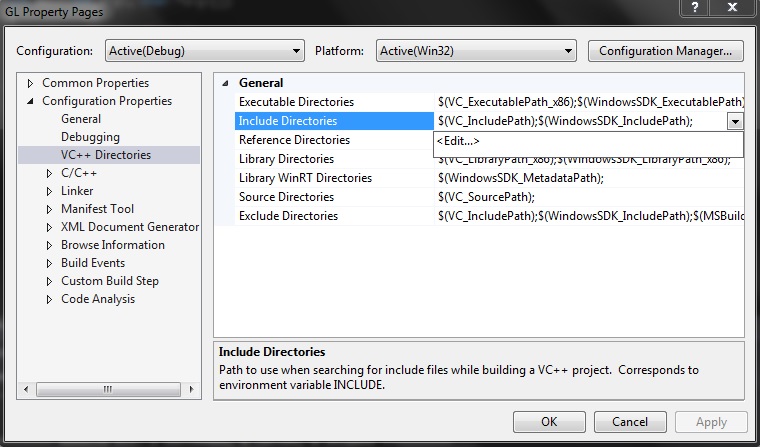 GL Property Pages
?
Configuration: Active(Debug) Platform: Active(Win32) Configuration Manager...
Common Properties
Configuration Properties
General
Debugging
VC++ Directories
C/C++
Linker
Manifest Tool
XML Document Generator
Browse Information
Build Events
Custom Build Step
Code Analysis
General
Executable Directories $(VC_ExecutablePath_x86);$(WindowsSDK_ExecutablePath)
Include Directories $(VC_IncludePath);$(WindowsSDK_IncludePath);
Reference Directories <Edit...>
Library Directories $(VC_LibraryPath_x86);$(WindowsSDK_LibraryPath_x86);
Library WinRT Directories $(WindowsSDK_MetadataPath);
Source Directories $(VC_SourcePath);
Exclude Directories $(VC_IncludePath);$(WindowsSDK_IncludePath);$(MSBuild
Include Directories
Path to use when searching for include files while building a VC++ project. Corresponds to
environment variable INCLUDE.
OK Cancel Apply